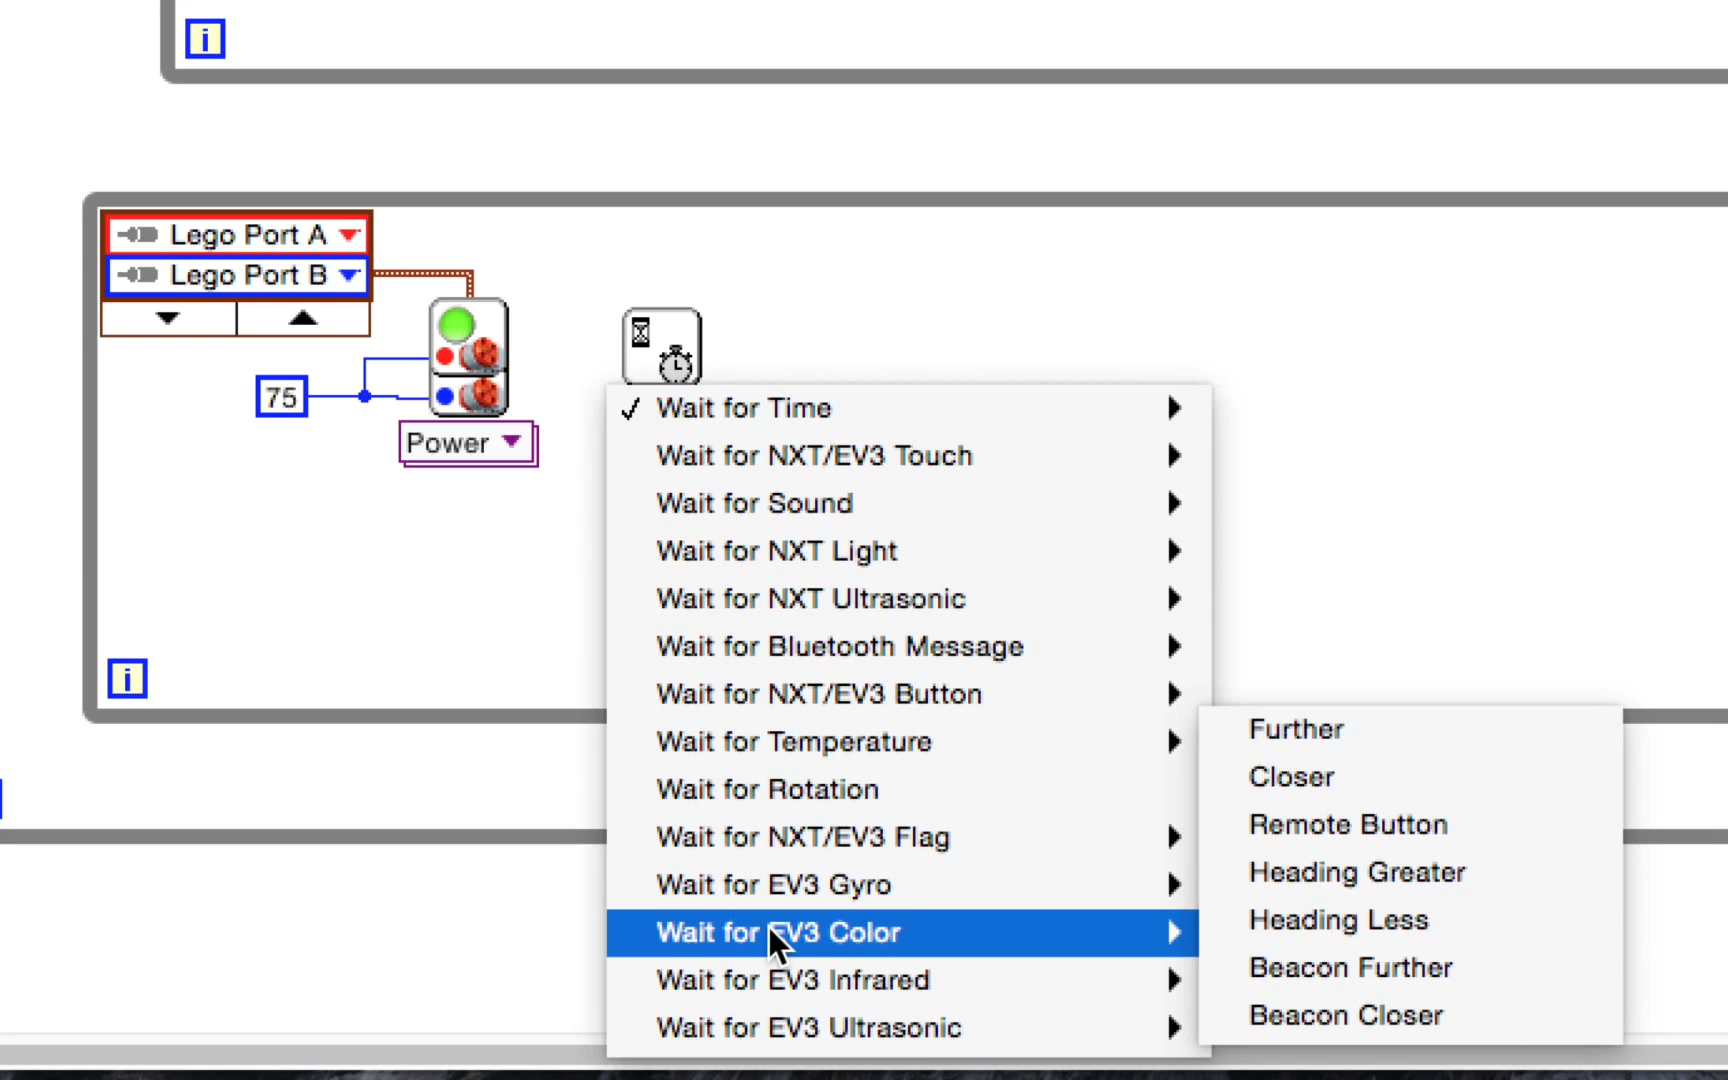 i
Lego Port A
Lego Port B
75
Power
i
Wait for Time
Wait for NXT/EV3 Touch
Wait for Sound
Wait for NXT Light
Wait for NXT Ultrasonic
Wait for Bluetooth Message
Wait for NXT/EV3 Button
Wait for Temperature
Wait for Rotation
Wait for NXT/EV3 Flag
Wait for EV3 Gyro
Wait for EV3 Color
Wait for EV3 Infrared
Wait for EV3 Ultrasonic
Further
Closer
Remote Button
Heading Greater
Heading Less
Beacon Further
Beacon Closer